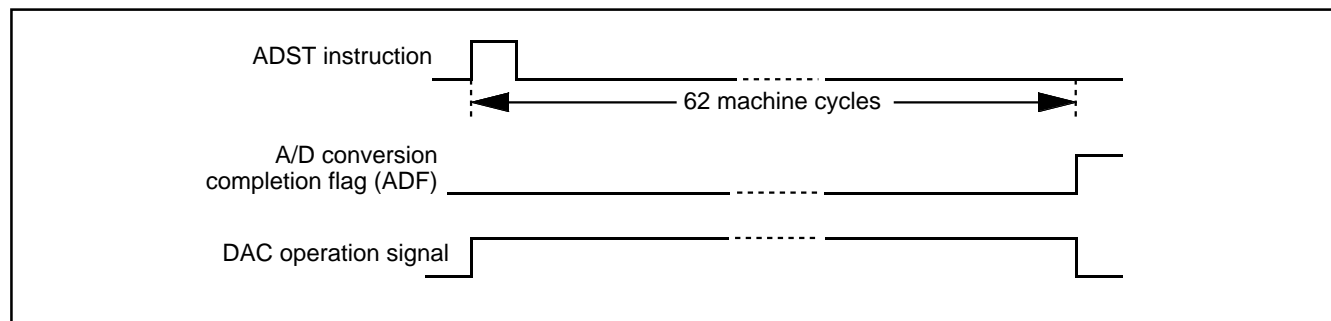 ADST instruction
62 machine cycles
A/D conversion
completion flag (ADF)
DAC operation signal